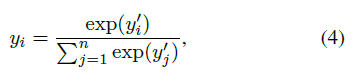 y_i = \frac{\exp(y'_i)}{\sum_{j=1}^{n} \exp(y'_j)}, (4)